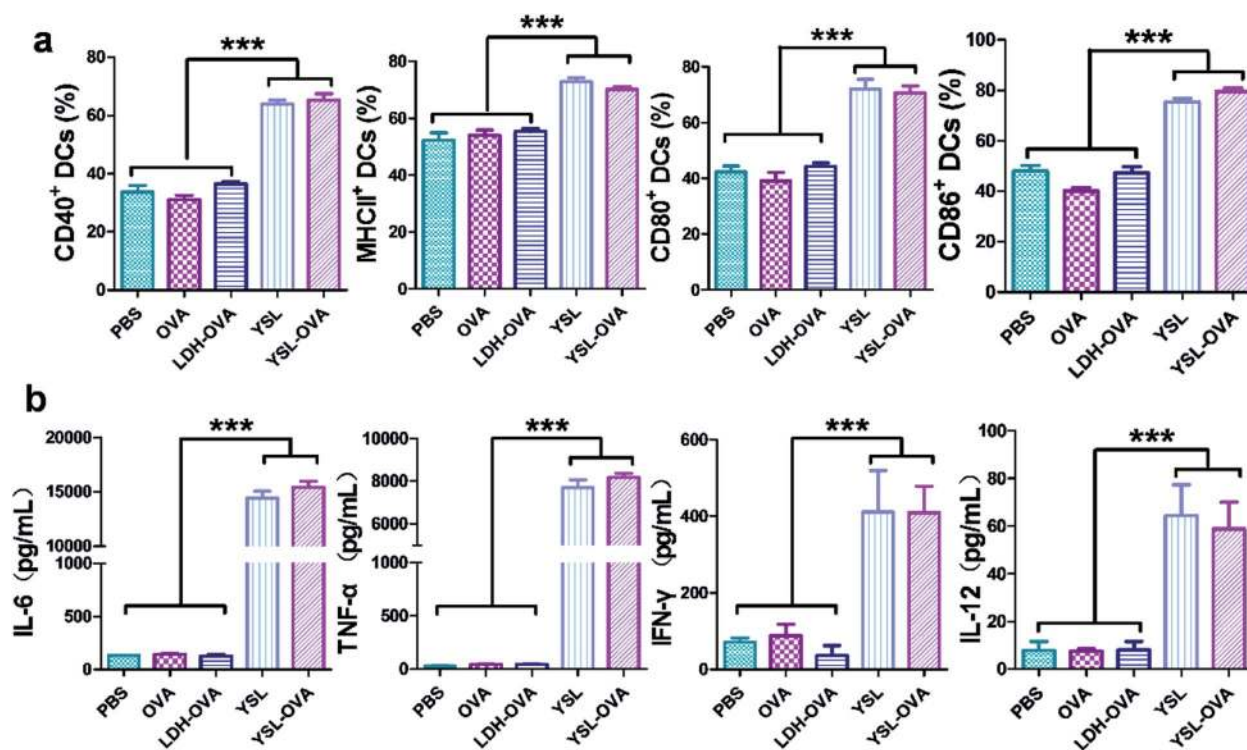 a
***
CD40⁺ DCs (%)
80
60
40
20
0
PBS
OVA
LDH-OVA
YSL
YSL-OVA
***
MHCII⁺ DCs (%)
80
60
40
20
0
PBS
OVA
LDH-OVA
YSL
YSL-OVA
***
CD80⁺ DCs (%)
80
60
40
20
0
PBS
OVA
LDH-OVA
YSL
YSL-OVA
***
CD86⁺ DCs (%)
100
80
60
40
20
0
PBS
OVA
LDH-OVA
YSL
YSL-OVA
b
***
IL-6 (pg/mL)
20000
15000
10000
1000
500
0
PBS
OVA
LDH-OVA
YSL
YSL-OVA
***
TNF-α (pg/mL)
10000
8000
6000
1000
500
0
PBS
OVA
LDH-OVA
YSL
YSL-OVA
***
IFN-γ (pg/mL)
600
400
200
0
PBS
OVA
LDH-OVA
YSL
YSL-OVA
***
IL-12 (pg/mL)
100
80
60
40
20
0
PBS
OVA
LDH-OVA
YSL
YSL-OVA